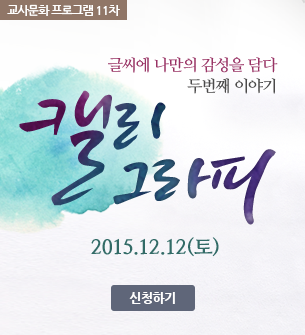 교사문화 프로그램 11차
글씨에 나만의 감성을 담다
두번째 이야기
캘리
그라피
2015.12.12(토)
신청하기